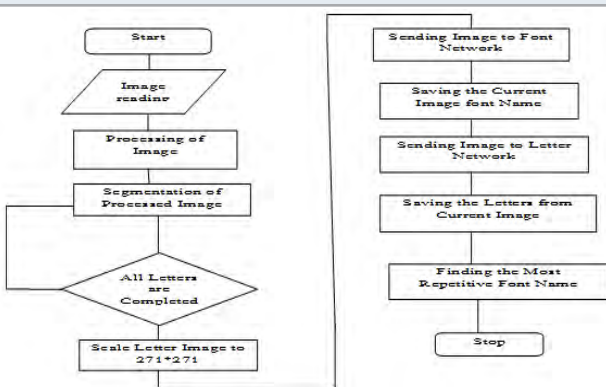 Start
Image
reading
Processing of
Image
Segmentation of
Processed Image
All Letters
are
Completed
Scale Letter Image to
271*271
Sending Image to Font
Network
Saving the Current
Image font Name
Sending Image to Letter
Network
Saving the Letters from
Current Image
Finding the Most
Repetitive Font Name
Stop